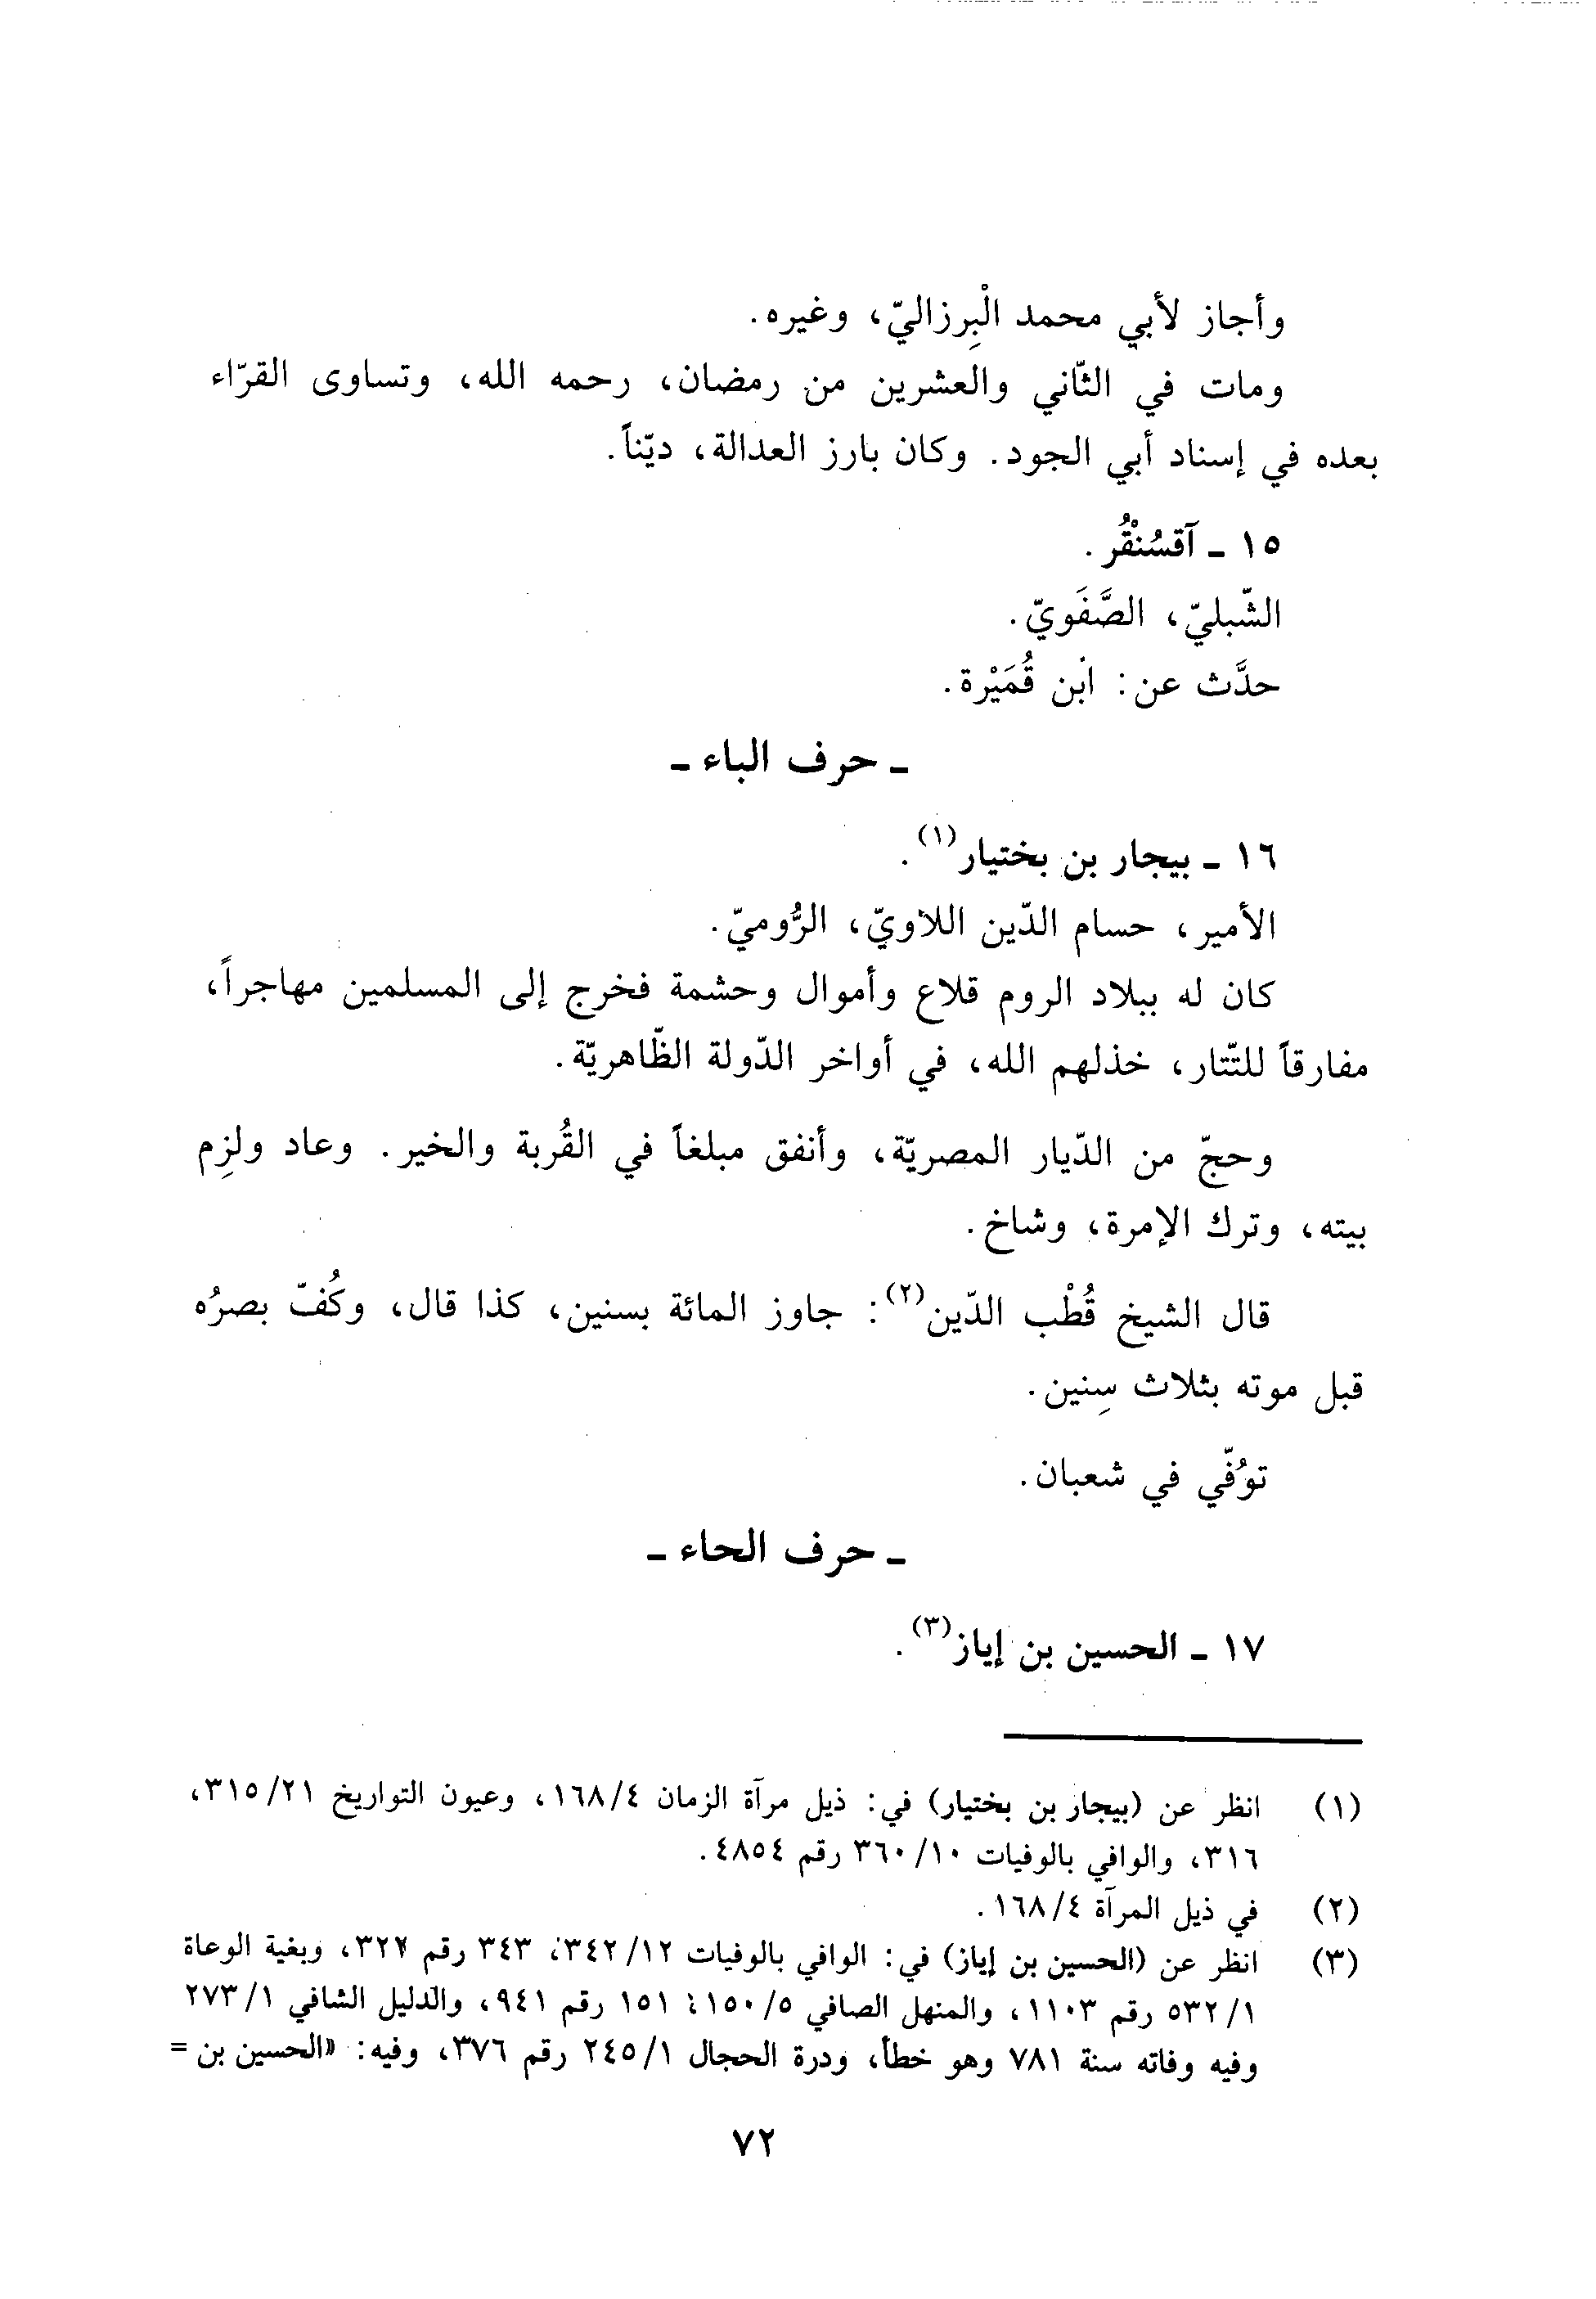 وأجاز لأبي محمد الْبِرزاليّ، وغيره.
ومات في الثّاني والعشرين من رمضان، رحمه الله، وتساوى القرّاء
بعده في إسناد أبي الجود. وكان بارز العدالة، ديّناً.
١٥ - آقسُنْقُر.
الشّبليّ، الصَّفَويّ.
حدَّث عن: ابْن قُمَيْرة.
- حرف الباء -
١٦ - بيجار بن بختيار(١).
الأمير، حسام الدّين اللاويّ، الرُّوميّ.
كان له ببلاد الروم قلاع وأموال وحشمة فخرج إلى المسلمين مهاجراً،
مفارقاً للتّتار، خذلهم الله، في أواخر الدّولة الظّاهريّة.
وحجّ من الدّيار المصريّة، وأنفق مبلغاً في القُربة والخير. وعاد ولزِم
بيته، وترك الإمرة، وشاخ.
قال الشيخ قُطْب الدّين(٢): جاوز المائة بسنين، كذا قال، وكُفّ بصرُه
قبل موته بثلاث سِنين.
توُفّي في شعبان.
- حرف الحاء -
١٧ - الحسين بن إياز(٣).
(١) انظر عن (بيجار بن بختيار) في: ذيل مرآة الزمان ١٦٨/٤، وعيون التواريخ ٣١٥/٢١،
٣١٦، والوافي بالوفيات ٣٦٠/١٠ رقم ٤٨٥٤.
(٢) في ذيل المرآة ١٦٨/٤.
(٣) انظر عن (الحسين بن إياز) في: الوافي بالوفيات ٣٤٢/١٢، ٣٤٣ رقم ٣٢٧، وبغية الوعاة
٥٣٢/١ رقم ١١٠٣، والمنهل الصافي ١٥٠/٥، ١٥١ رقم ٩٤١، والدليل الشافي ٢٧٣/١
وفيه وفاته سنة ٧٨١ وهو خطأ، ودرة الحجال ٢٤٥/١ رقم ٣٧٦، وفيه: «الحسين بن =
٧٢